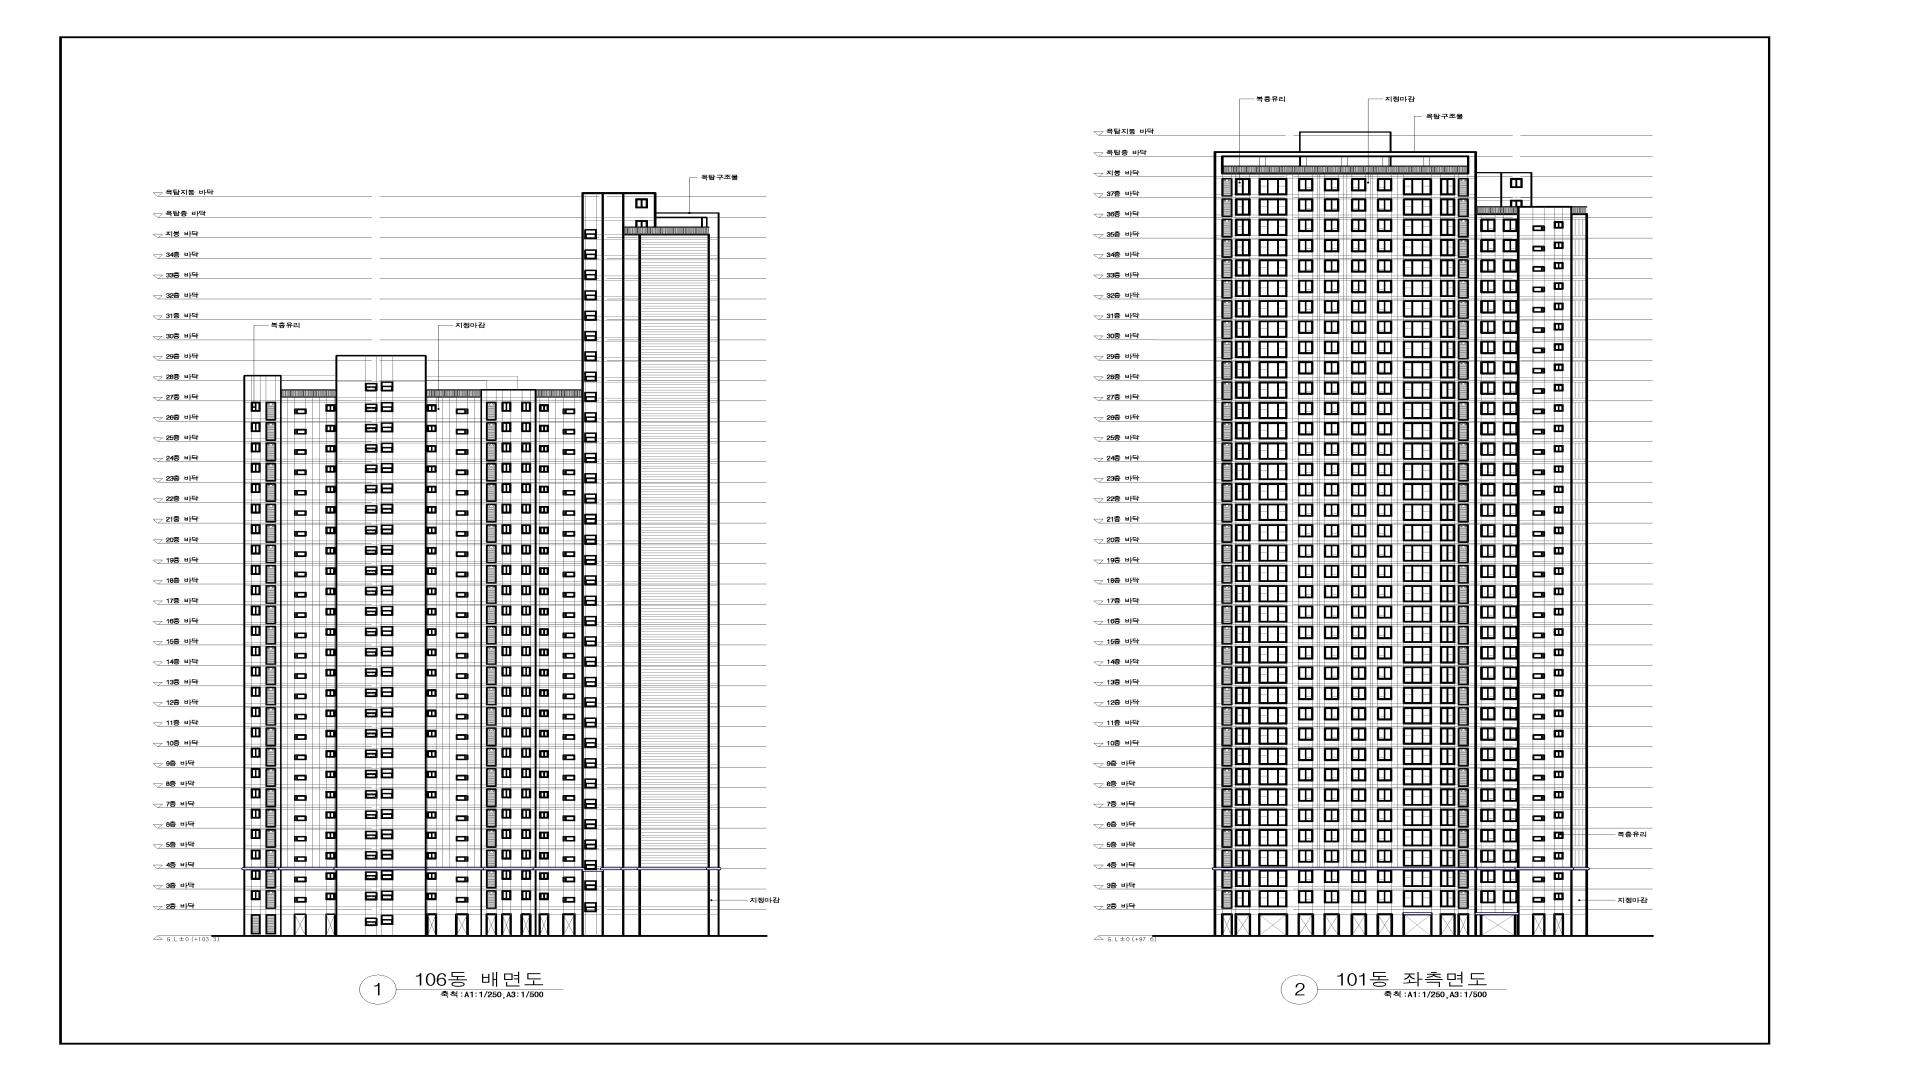 옥탑지붕 바닥
옥탑층 바닥
지붕 바닥
34층 바닥
33층 바닥
32층 바닥
31층 바닥
30층 바닥
29층 바닥
28층 바닥
27층 바닥
26층 바닥
25층 바닥
24층 바닥
23층 바닥
22층 바닥
21층 바닥
20층 바닥
19층 바닥
18층 바닥
17층 바닥
16층 바닥
15층 바닥
14층 바닥
13층 바닥
12층 바닥
11층 바닥
10층 바닥
9층 바닥
8층 바닥
7층 바닥
6층 바닥
5층 바닥
4층 바닥
3층 바닥
2층 바닥
G.L ±0(+103.3)
복층유리
지정마감
옥탑구조물
지정마감
1
106동 배면도
축척 : A1: 1/250, A3: 1/500
복층유리
지정마감
옥탑구조물
옥탑지붕 바닥
옥탑층 바닥
지붕 바닥
37층 바닥
36층 바닥
35층 바닥
34층 바닥
33층 바닥
32층 바닥
31층 바닥
30층 바닥
29층 바닥
28층 바닥
27층 바닥
26층 바닥
25층 바닥
24층 바닥
23층 바닥
22층 바닥
21층 바닥
20층 바닥
19층 바닥
18층 바닥
17층 바닥
16층 바닥
15층 바닥
14층 바닥
13층 바닥
12층 바닥
11층 바닥
10층 바닥
9층 바닥
8층 바닥
7층 바닥
6층 바닥
5층 바닥
4층 바닥
3층 바닥
2층 바닥
G.L ±0(+97.6)
복층유리
지정마감
2
101동 좌측면도
축척 : A1: 1/250, A3: 1/500